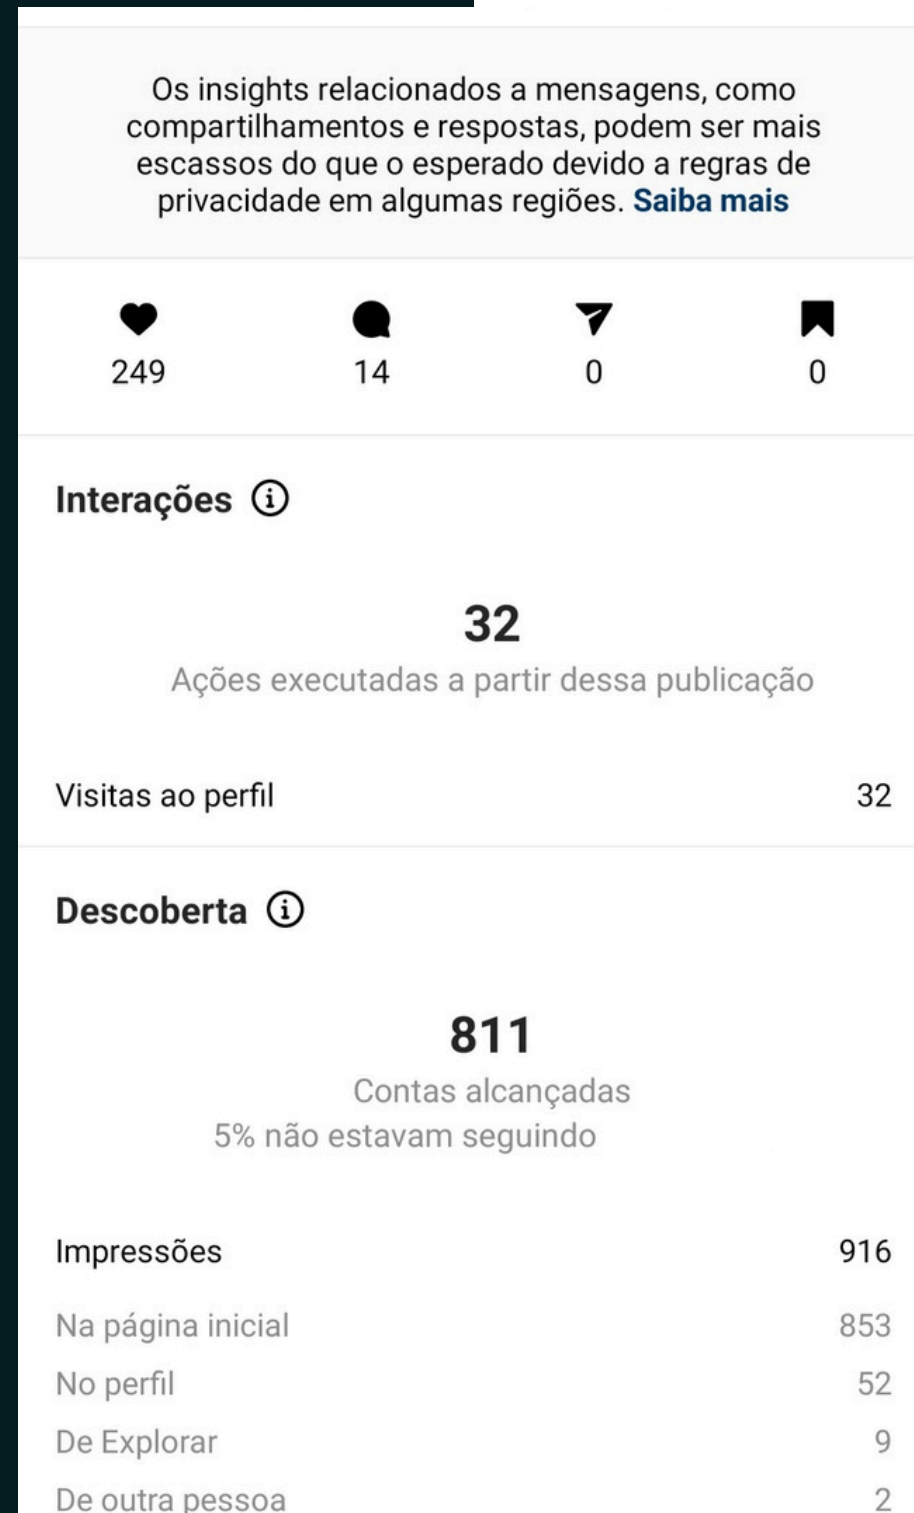 Os insights relacionados a mensagens, como
compartilhamentos e respostas, podem ser mais
escassos do que o esperado devido a regras de
privacidade em algumas regiões. Saiba mais
249 14 0 0
Interações
32
Ações executadas a partir dessa publicação
Visitas ao perfil 32
Descoberta
811
Contas alcançadas
5% não estavam seguindo
Impressões 916
Na página inicial 853
No perfil 52
De Explorar 9
De outra pessoa 2